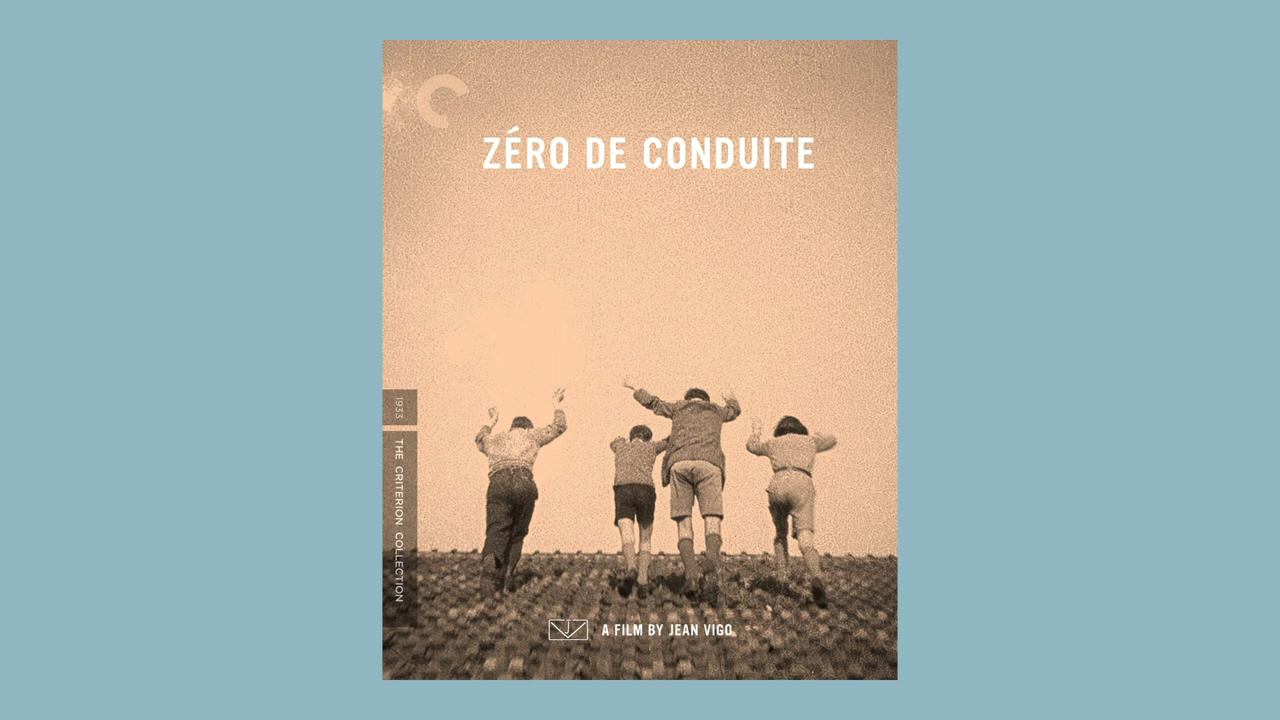 ZÉRO DE CONDUITE
1933
THE CRITERION COLLECTION
A FILM BY JEAN VIGO